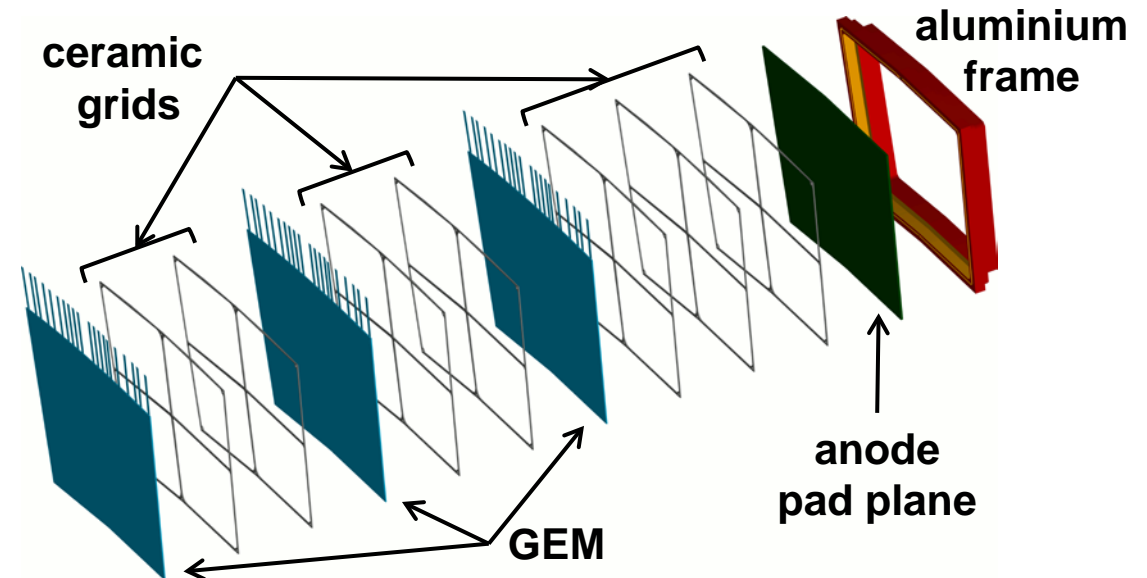 ceramic
grids
aluminium
frame
anode
pad plane
GEM